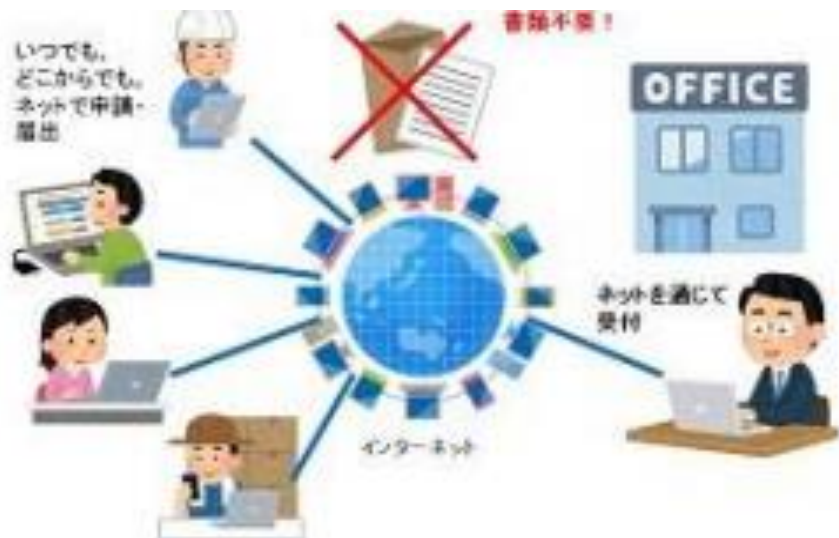 書類不要！
いつでも、
どこからでも、
ネットで申請・
届出
OFFICE
ネットを通じて
受付
インターネット